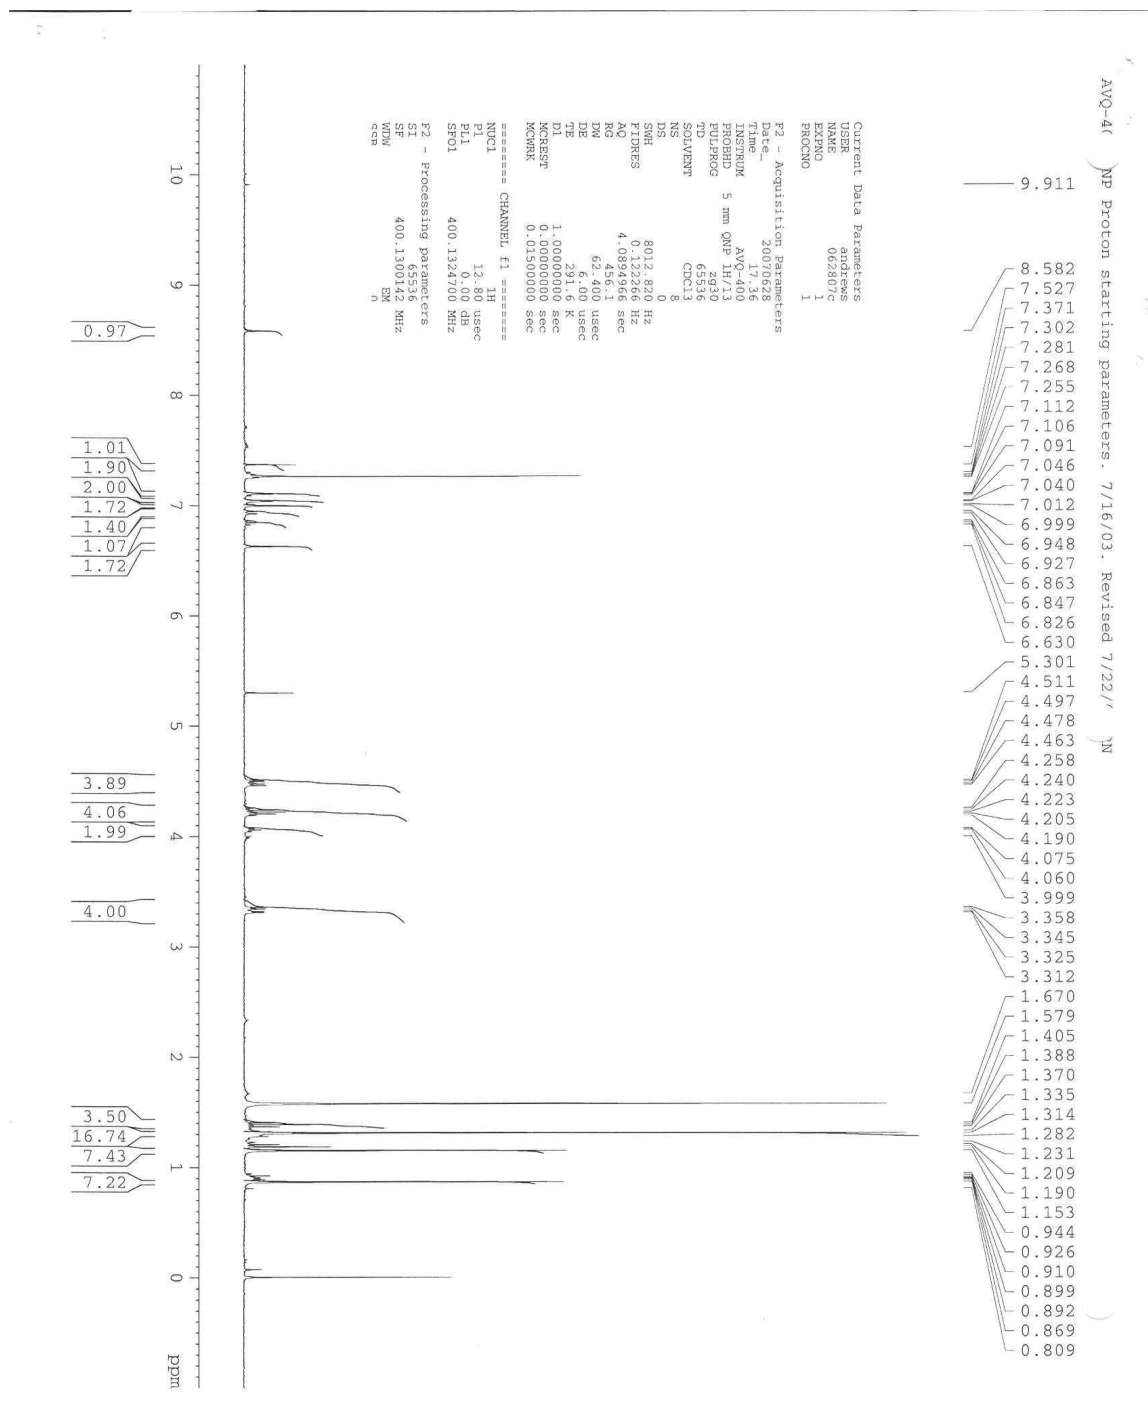 AVQ-4( NP Proton starting parameters. 7/16/03. Revised 7/22/
9.911
8.582
7.527
7.371
7.302
7.281
7.268
7.255
7.112
7.106
7.091
7.046
7.040
7.012
6.999
6.948
6.927
6.863
6.847
6.826
6.630
5.301
4.511
4.497
4.478
4.463
4.258
4.240
4.223
4.205
4.190
4.075
4.060
3.999
3.358
3.345
3.325
3.312
1.670
1.579
1.405
1.388
1.370
1.335
1.314
1.282
1.231
1.209
1.190
1.153
0.944
0.926
0.910
0.899
0.892
0.869
0.809
Current Data Parameters
USER andrews
NAME 062807c
EXPNO 1
PROCNO 1
F2 - Acquisition Parameters
Date_ 20070628
Time 17.36
INSTRUM AVQ-400
PROBHD 5 mm QNP 1H/13
PULPROG zg30
TD 65536
SOLVENT CDCl3
NS 8
DS 0
SWH 8012.820 Hz
FIDRES 0.122266 Hz
AQ 4.0894966 sec
RG 456.1
DW 62.400 usec
DE 6.00 usec
TE 291.6 K
D1 1.00000000 sec
MCREST 0.00000000 sec
MCWRK 0.01500000 sec
======== CHANNEL f1 ========
NUC1 1H
P1 12.80 usec
PL1 0.00 dB
SFO1 400.1324700 MHz
F2 - Processing parameters
SI 65536
SF 400.1300142 MHz
WDW EM
SSB 0
10 9 8 7 6 5 4 3 2 1 0 ppm
0.97
1.01
1.90
2.00
1.72
1.40
1.07
1.72
3.89
4.06
1.99
4.00
3.50
16.74
7.43
7.22